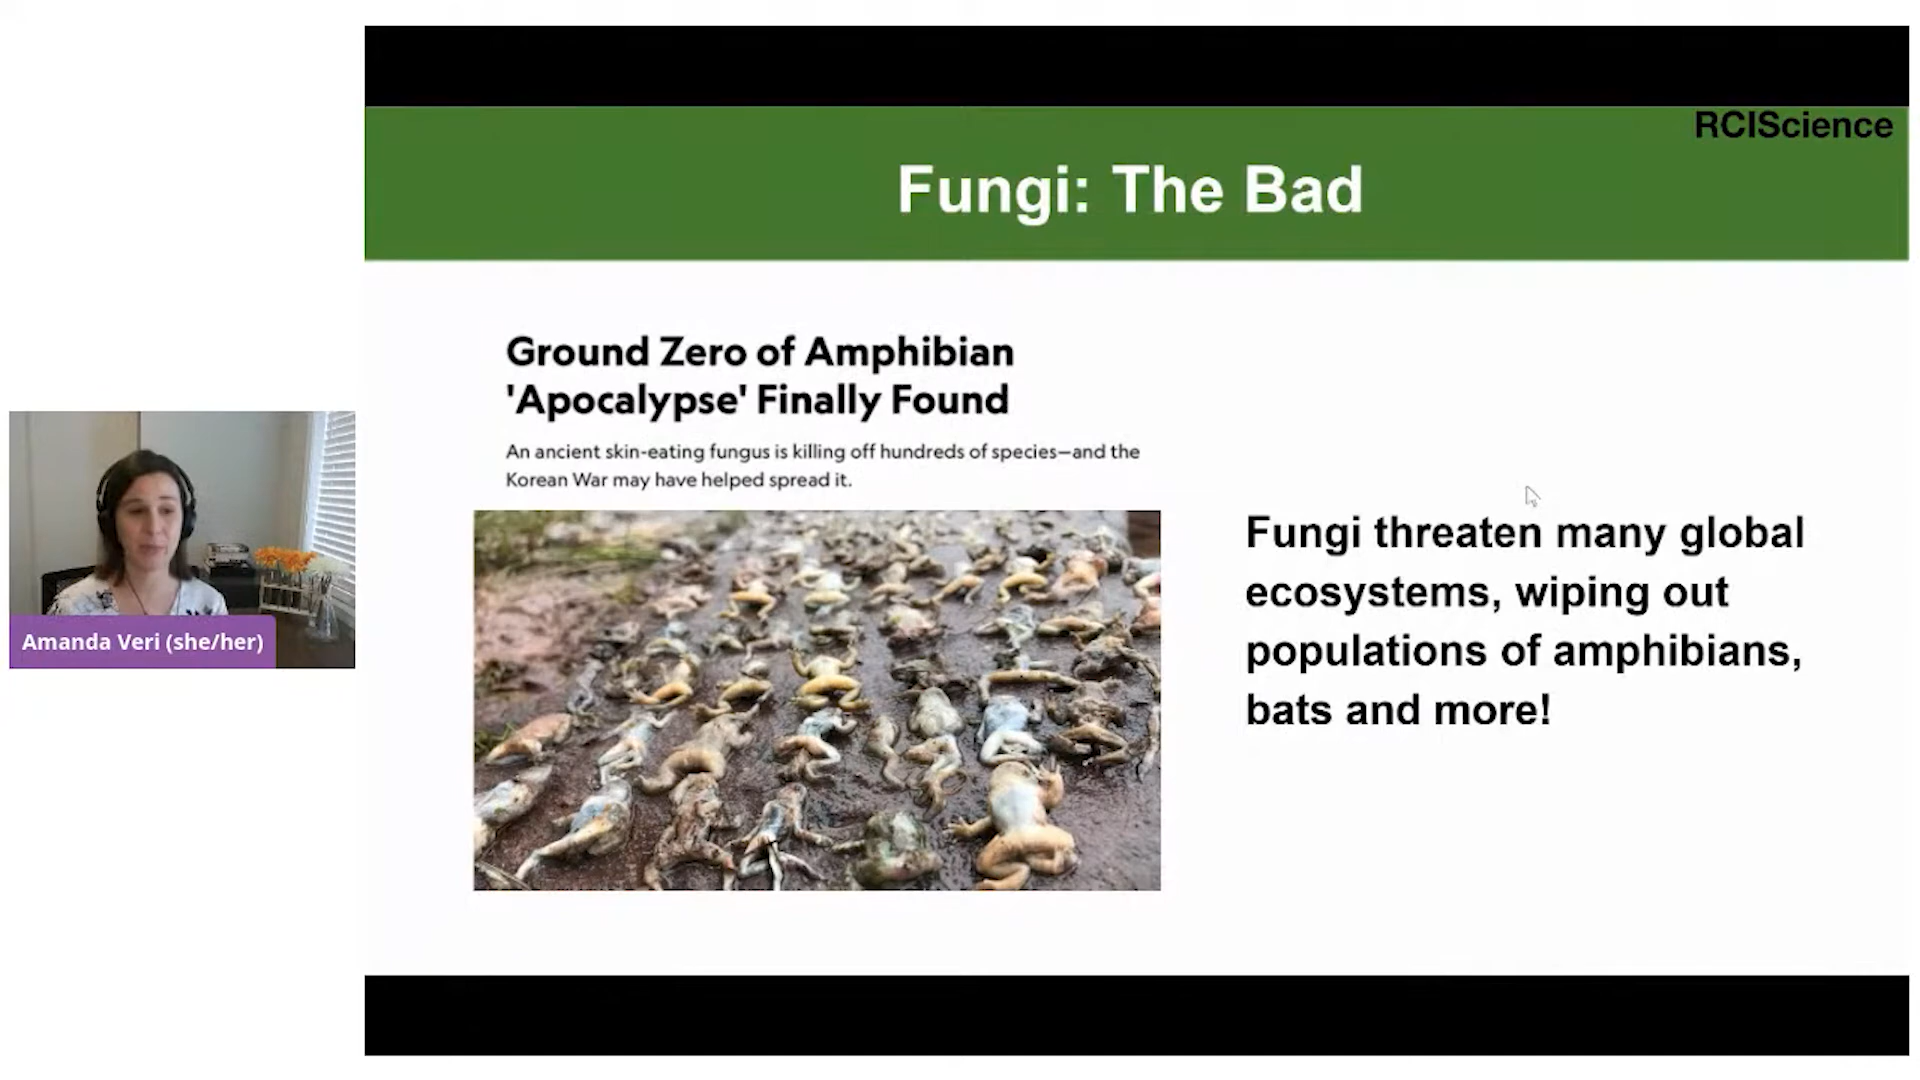 RCIScience
Fungi: The Bad
Ground Zero of Amphibian
'Apocalypse' Finally Found
An ancient skin-eating fungus is killing off hundreds of species—and the
Korean War may have helped spread it.
Fungi threaten many global
ecosystems, wiping out
populations of amphibians,
bats and more!
Amanda Veri (she/her)